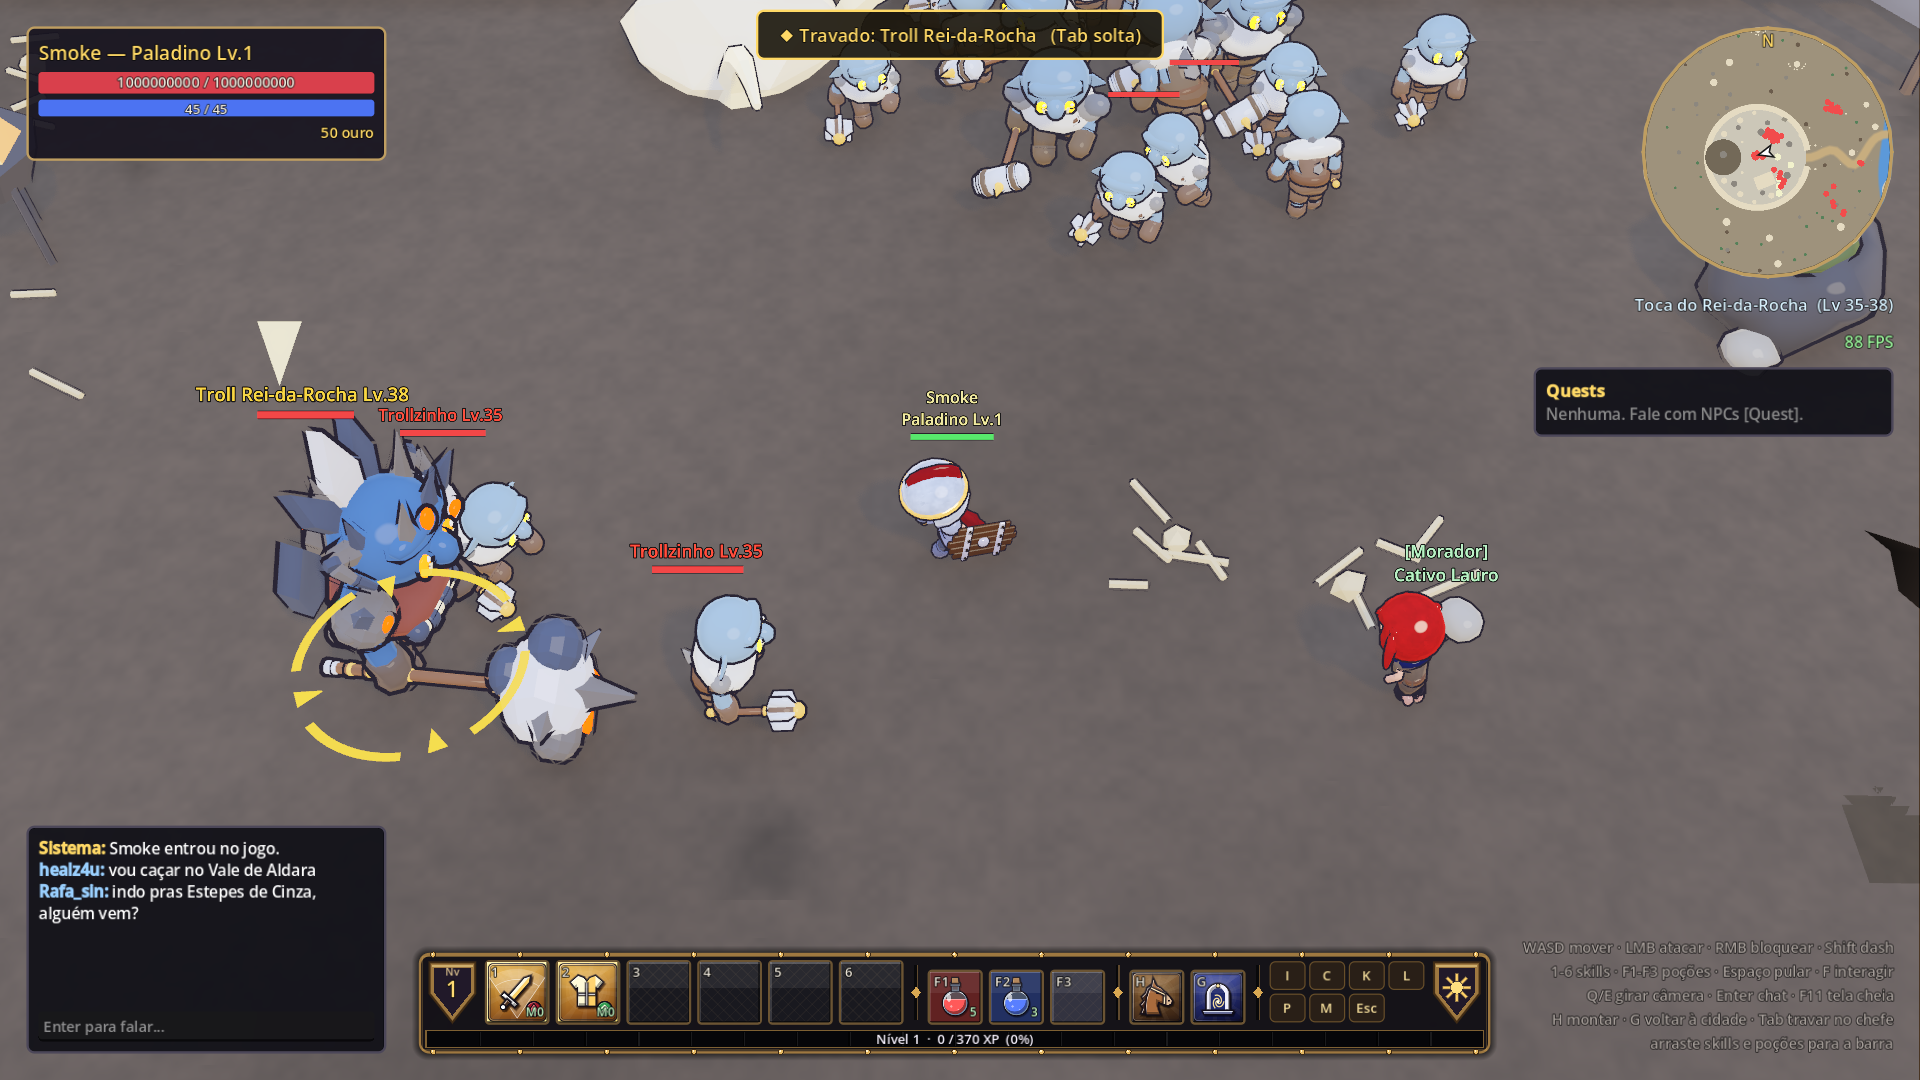 Smoke — Paladino Lv.1
1000000000 / 1000000000
45 / 45
50 ouro
◆ Travado: Troll Rei-da-Rocha (Tab solta)
N
Toca do Rei-da-Rocha (Lv 35-38)
88 FPS
Quests
Nenhuma. Fale com NPCs [Quest].
Troll Rei-da-Rocha Lv.38
Trollzinho Lv.35
Smoke
Paladino Lv.1
Trollzinho Lv.35
[Morador]
Cativo Lauro
Sistema: Smoke entrou no jogo.
healz4u: vou caçar no Vale de Aldara
Rafa_sin: indo pras Estepes de Cinza,
alguém vem?
Enter para falar...
Nv
1
1
M0
2
M0
3
4
5
6
F1
5
F2
3
F3
H
G
I
C
K
L
P
M
Esc
Nível 1 · 0 / 370 XP (0%)
WASD mover · LMB atacar · RMB bloquear · Shift dash
1-6 skills · F1-F3 poções · Espaço pular · F interagir
Q/E girar câmera · Enter chat · F11 tela cheia
H montar · G voltar à cidade · Tab travar no chefe
arraste skills e poções para a barra